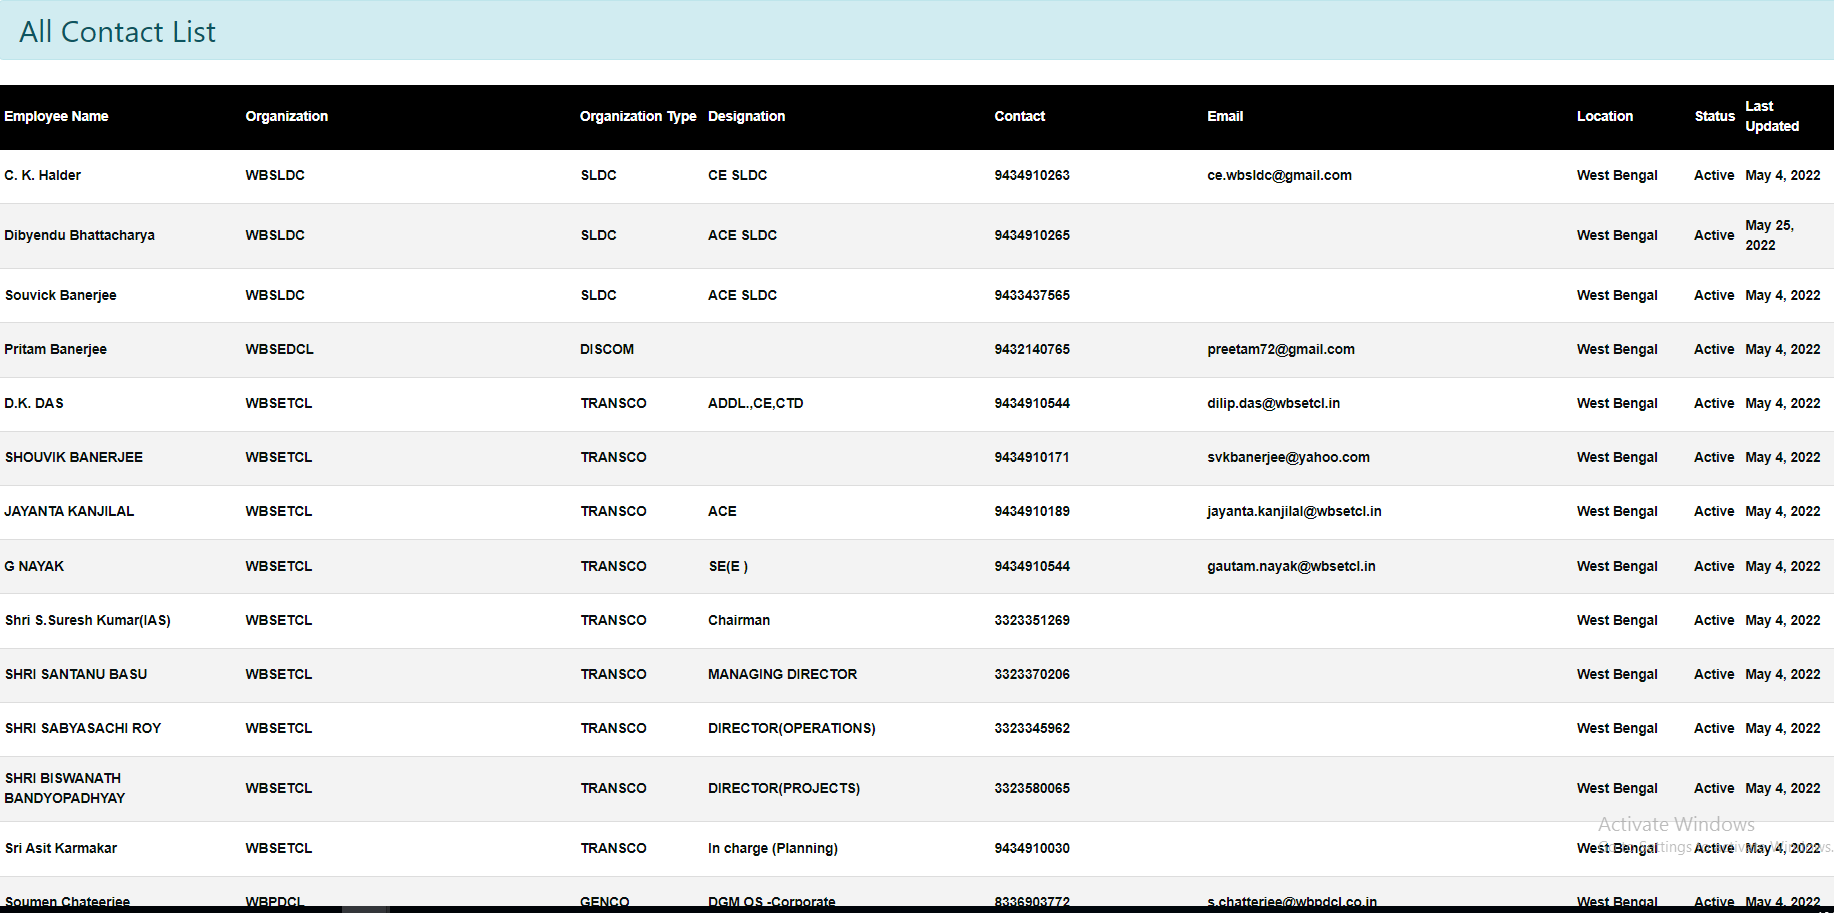 All Contact List
Employee Name Organization Organization Type Designation Contact Email Location Status Last Updated
C. K. Halder WBSLDC SLDC CE SLDC 9434910263 ce.wbsldc@gmail.com West Bengal Active May 4, 2022
Dibyendu Bhattacharya WBSLDC SLDC ACE SLDC 9434910265 West Bengal Active May 25, 2022
Souvick Banerjee WBSLDC SLDC ACE SLDC 9433437565 West Bengal Active May 4, 2022
Pritam Banerjee WBSEDCL DISCOM 9432140765 preetam72@gmail.com West Bengal Active May 4, 2022
D.K. DAS WBSETCL TRANSCO ADDL.,CE,CTD 9434910544 dilip.das@wbsetcl.in West Bengal Active May 4, 2022
SHOUVIK BANERJEE WBSETCL TRANSCO 9434910171 svkbanerjee@yahoo.com West Bengal Active May 4, 2022
JAYANTA KANJILAL WBSETCL TRANSCO ACE 9434910189 jayanta.kanjilal@wbsetcl.in West Bengal Active May 4, 2022
G NAYAK WBSETCL TRANSCO SE(E ) 9434910544 gautam.nayak@wbsetcl.in West Bengal Active May 4, 2022
Shri S.Suresh Kumar(IAS) WBSETCL TRANSCO Chairman 3323351269 West Bengal Active May 4, 2022
SHRI SANTANU BASU WBSETCL TRANSCO MANAGING DIRECTOR 3323370206 West Bengal Active May 4, 2022
SHRI SABYASACHI ROY WBSETCL TRANSCO DIRECTOR(OPERATIONS) 3323345962 West Bengal Active May 4, 2022
SHRI BISWANATH BANDYOPADHYAY WBSETCL TRANSCO DIRECTOR(PROJECTS) 3323580065 West Bengal Active May 4, 2022
Activate Windows
Sri Asit Karmakar WBSETCL TRANSCO In charge (Planning) 9434910030 West Bengal Active May 4, 2022
Go to Settings to activate Windows.
Soumen Chateerjee WBPDCL GENCO DGM OS -Corporate 8336903772 s.chatterjee@wbpdcl.co.in West Bengal Active May 4, 2022